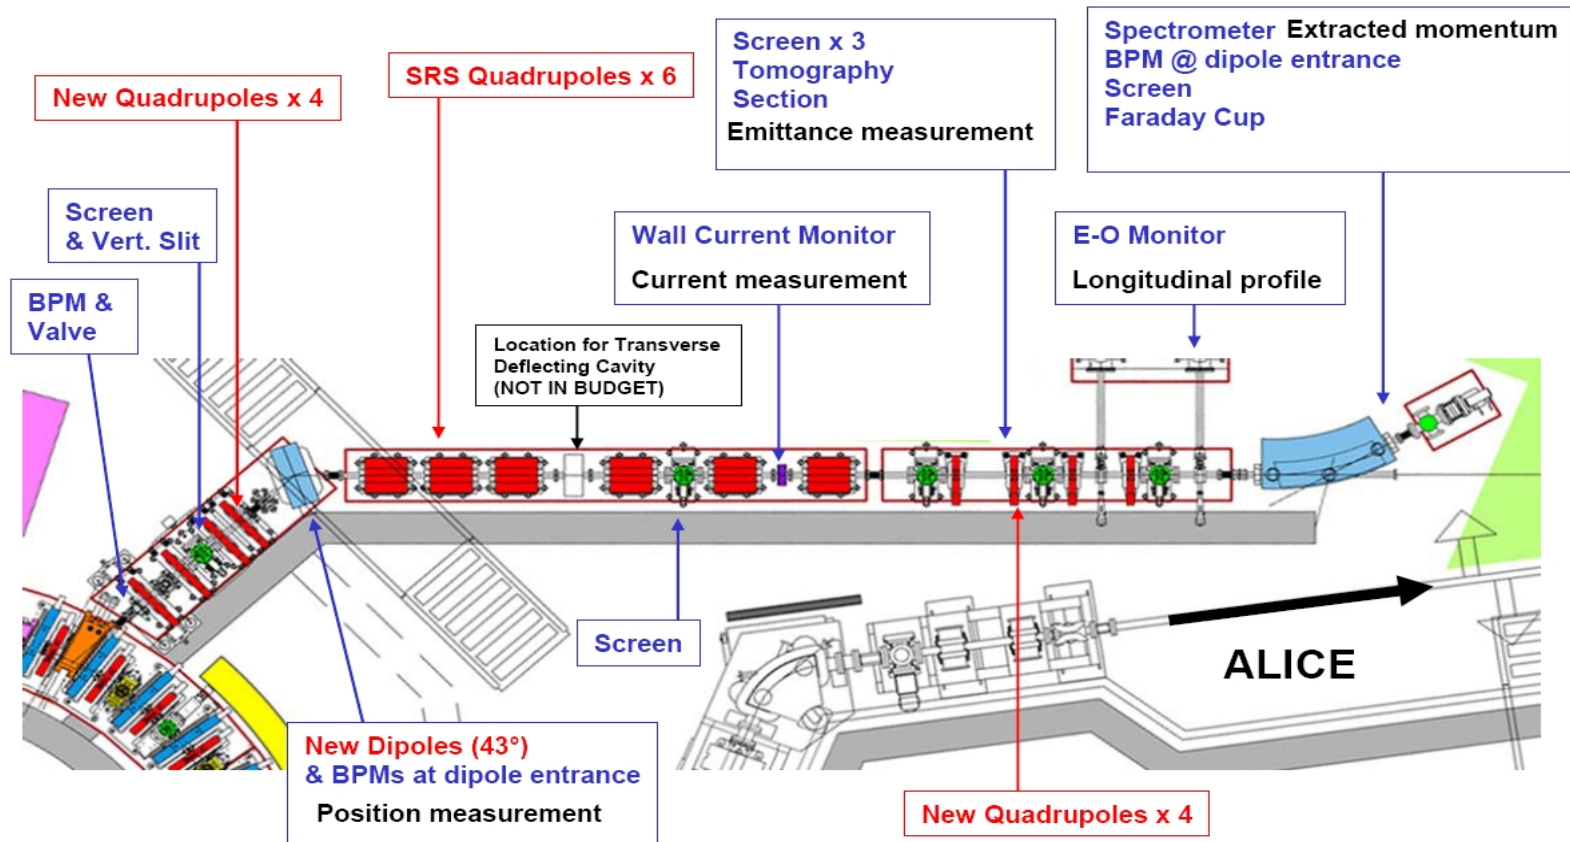 Spectrometer Extracted momentum
BPM @ dipole entrance
Screen
Faraday Cup
Screen x 3
Tomography
Section
Emittance measurement
SRS Quadrupoles x 6
New Quadrupoles x 4
Screen
& Vert. Slit
Wall Current Monitor
Current measurement
E-O Monitor
Longitudinal profile
BPM &
Valve
Location for Transverse
Deflecting Cavity
(NOT IN BUDGET)
Screen
ALICE
New Dipoles (43°)
& BPMs at dipole entrance
Position measurement
New Quadrupoles x 4